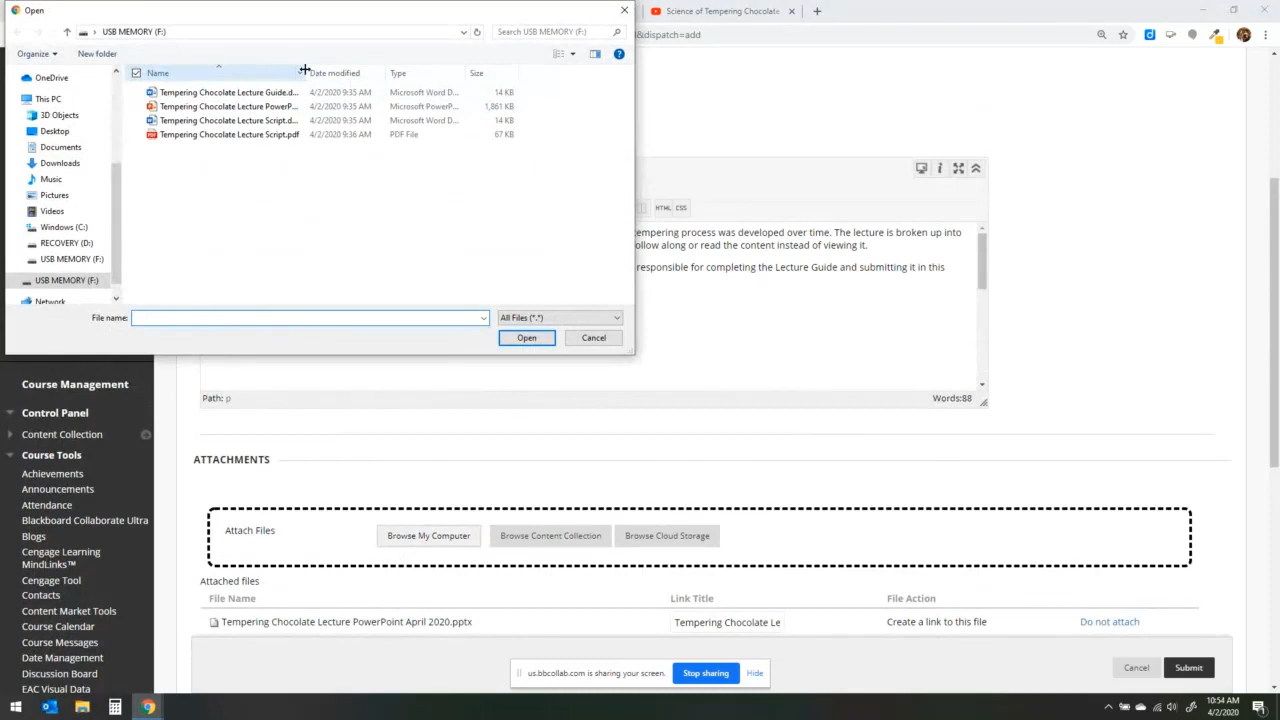 Open
USB MEMORY (F:)
Search USB MEMORY (F:)
Organize
New folder
OneDrive
This PC
3D Objects
Desktop
Documents
Downloads
Music
Pictures
Videos
Windows (C:)
RECOVERY (D:)
USB MEMORY (F:)
USB MEMORY (F:)
Network
Name Date modified Type Size
Tempering Chocolate Lecture Guide.d... 4/2/2020 9:35 AM Microsoft Word D... 14 KB
Tempering Chocolate Lecture PowerP... 4/2/2020 9:35 AM Microsoft PowerP... 1,861 KB
Tempering Chocolate Lecture Script.d... 4/2/2020 9:35 AM Microsoft Word D... 14 KB
Tempering Chocolate Lecture Script.pdf 4/2/2020 9:36 AM PDF File 67 KB
File name:
All Files (*.*)
Open Cancel
Science of Tempering Chocolate
d&dispatch=add
HTML CSS
tempering process was developed over time. The lecture is broken up into
follow along or read the content instead of viewing it.
responsible for completing the Lecture Guide and submitting it in this
Path: p
Words:88
Course Management
Control Panel
Content Collection
Course Tools
Achievements
Announcements
Attendance
Blackboard Collaborate Ultra
Blogs
Cengage Learning
MindLinks™
Cengage Tool
Contacts
Content Market Tools
Course Calendar
Course Messages
Date Management
Discussion Board
EAC Visual Data
ATTACHMENTS
Attach Files
Browse My Computer
Browse Content Collection
Browse Cloud Storage
Attached files
File Name Link Title File Action
Tempering Chocolate Lecture PowerPoint April 2020.pptx Tempering Chocolate Le Create a link to this file Do not attach
us.bbcollab.com is sharing your screen. Stop sharing Hide
Cancel Submit
10:54 AM
4/2/2020